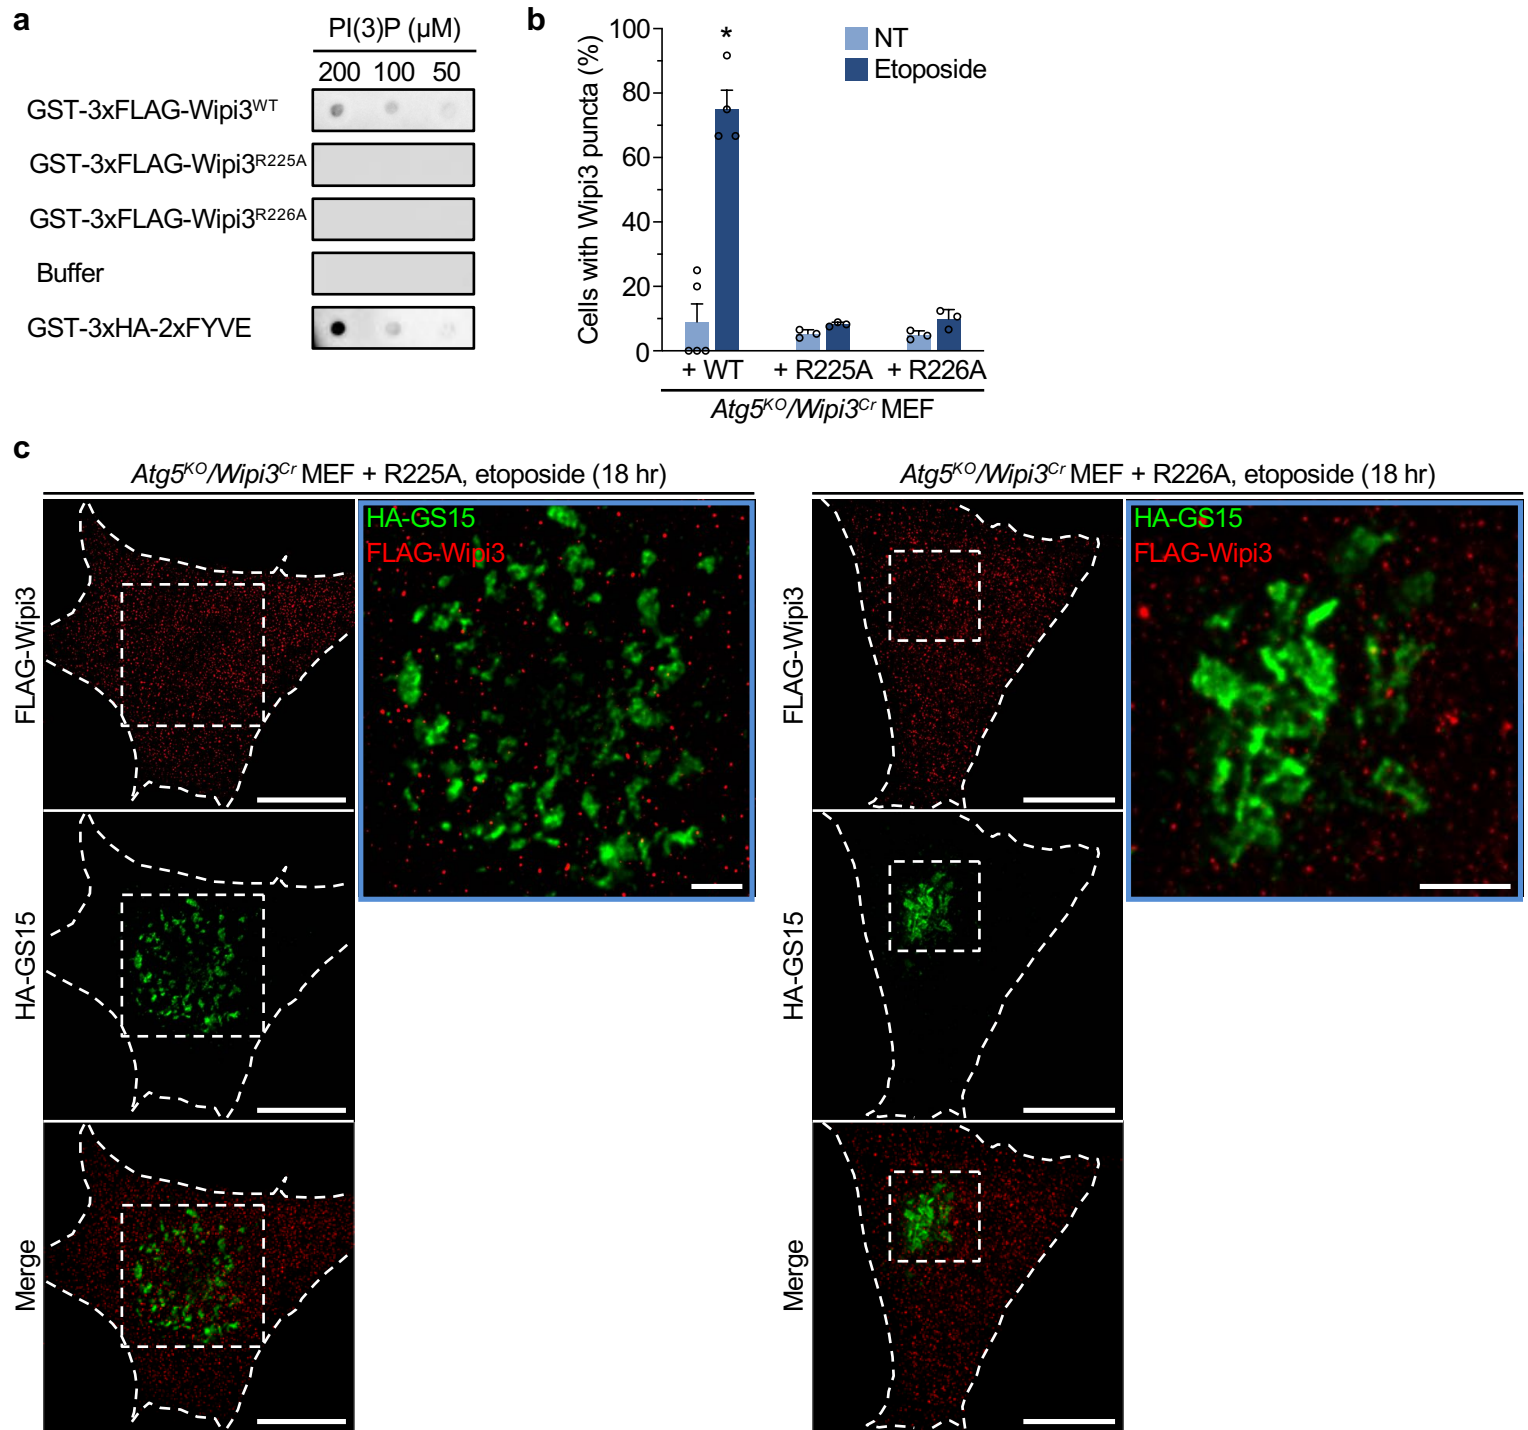 a
PI(3)P (µM)
200 100 50
GST-3xFLAG-Wipi3WT
GST-3xFLAG-Wipi3R225A
GST-3xFLAG-Wipi3R226A
Buffer
GST-3xHA-2xFYVE
b
Cells with Wipi3 puncta (%)
100
80
60
40
20
0
*
NT
Etoposide
+ WT + R225A + R226A
Atg5KO/Wipi3Cr MEF
c
Atg5KO/Wipi3Cr MEF + R225A, etoposide (18 hr)
FLAG-Wipi3
HA-GS15
Merge
HA-GS15
FLAG-Wipi3
Atg5KO/Wipi3Cr MEF + R226A, etoposide (18 hr)
FLAG-Wipi3
HA-GS15
Merge
HA-GS15
FLAG-Wipi3